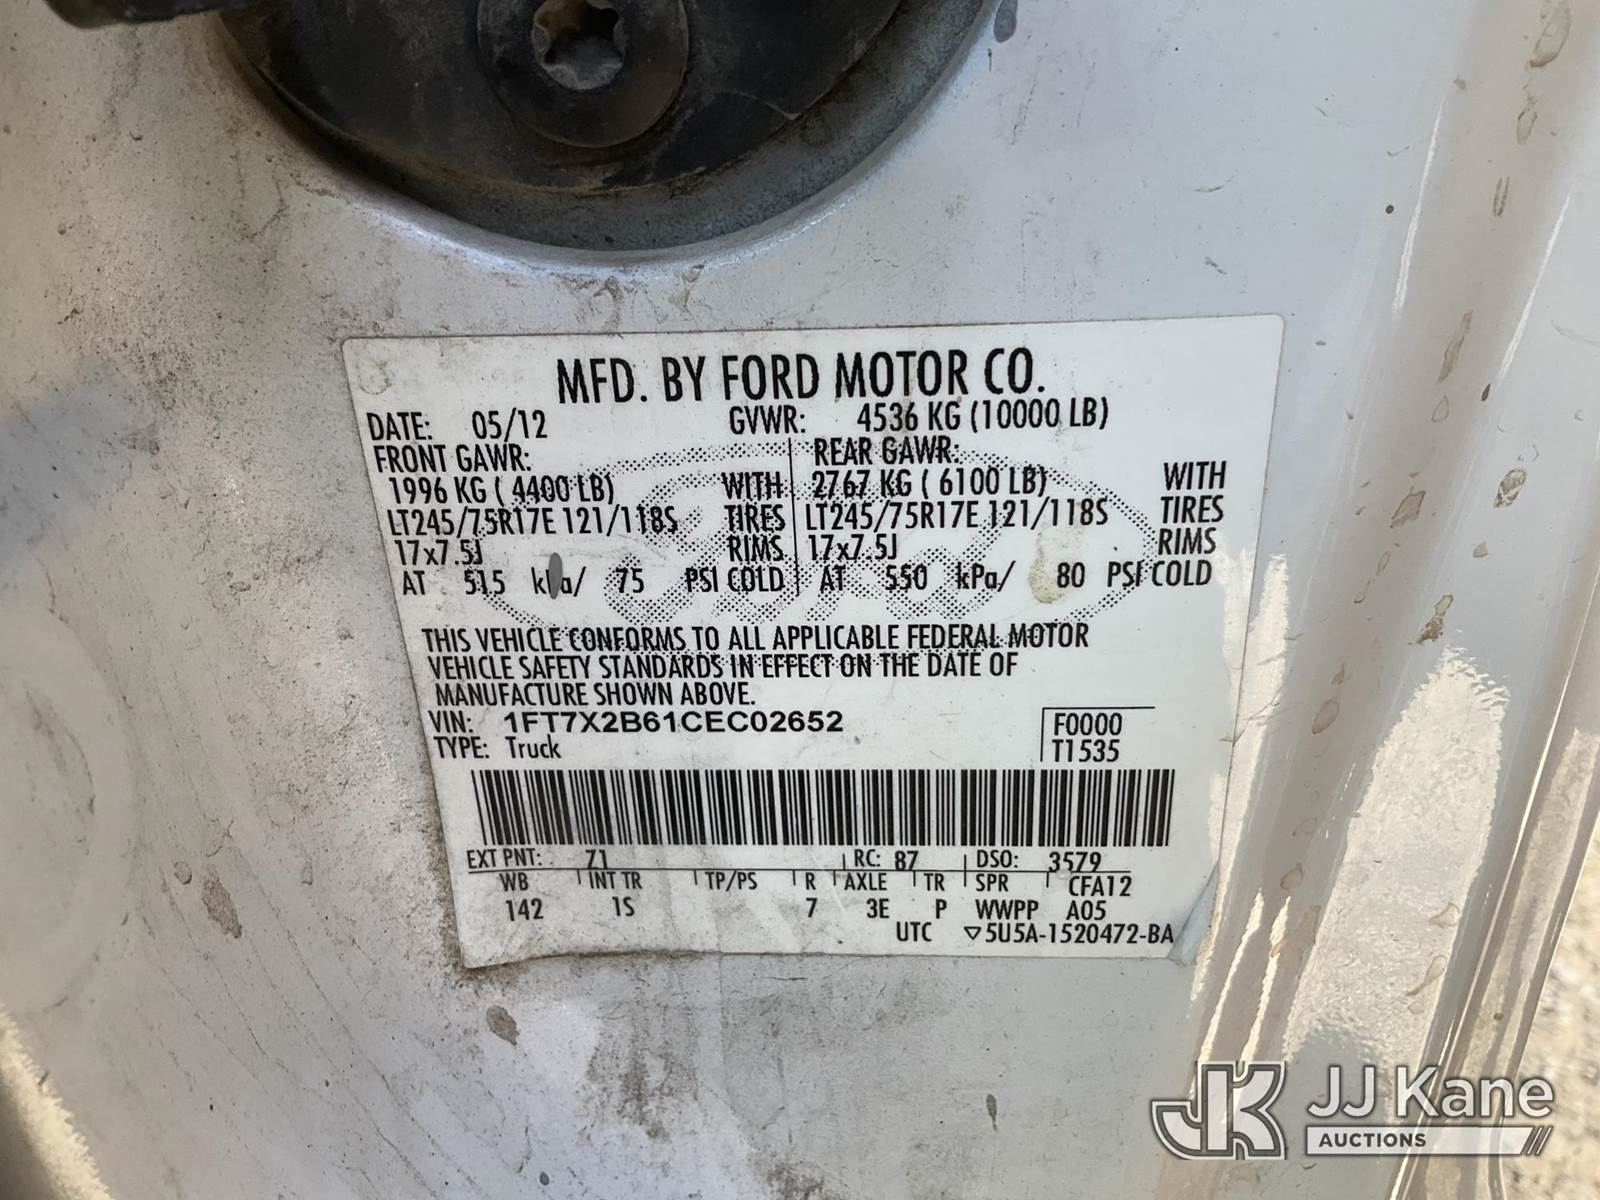 MFD. BY FORD MOTOR CO.
DATE: 05/12 GVWR: 4536 KG (10000 LB)
FRONT GAWR: REAR GAWR:
1996 KG ( 4400 LB) WITH 2767 KG ( 6100 LB) WITH
LT245/75R17E 121/118S TIRES LT245/75R17E 121/118S TIRES
17x7.5J RIMS 17x7.5J RIMS
AT 515 kPa/ 75 PSI COLD AT 550 kPa/ 80 PSI COLD
THIS VEHICLE CONFORMS TO ALL APPLICABLE FEDERAL MOTOR
VEHICLE SAFETY STANDARDS IN EFFECT ON THE DATE OF
MANUFACTURE SHOWN ABOVE.
VIN: 1FT7X2B61CEC02652 F0000
TYPE: Truck T1535
EXT PNT: Z1 RC: 87 DSO: 3579
WB INT TR TP/PS R AXLE TR SPR CFA12
142 1S 7 3E P WWPP A05
UTC ▽5U5A-1520472-BA
JK JJ Kane
AUCTIONS